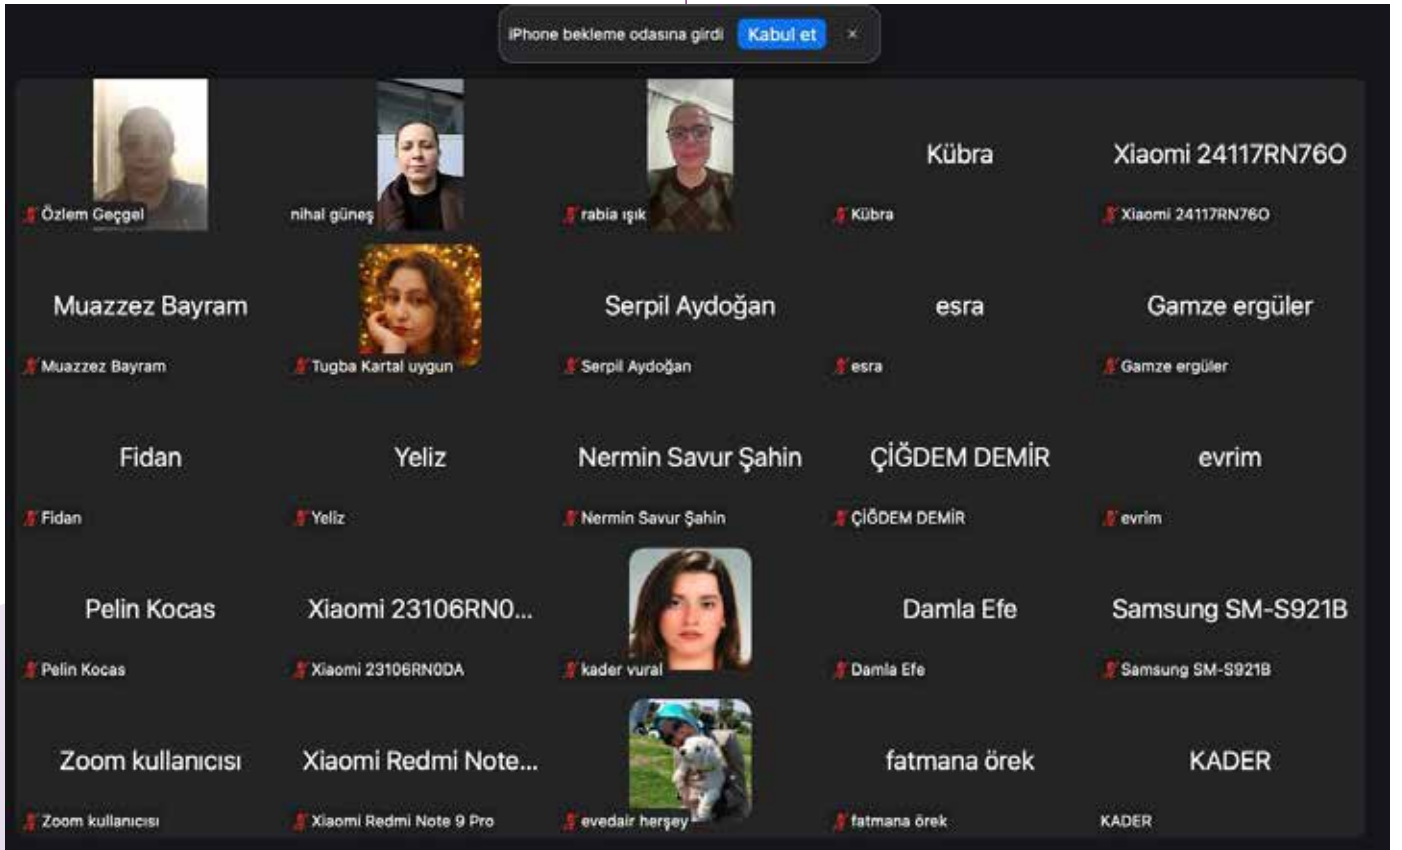 iPhone bekleme odasına girdi Kabul et ×
Özlem Geçgel
nihal güneş
rabia ışık
Kübra
Kübra
Xiaomi 24117RN76O
Xiaomi 24117RN76O
Muazzez Bayram
Muazzez Bayram
Tugba Kartal uygun
Serpil Aydoğan
Serpil Aydoğan
esra
esra
Gamze ergüler
Gamze ergüler
Fidan
Fidan
Yeliz
Yeliz
Nermin Savur Şahin
Nermin Savur Şahin
ÇİĞDEM DEMİR
ÇİĞDEM DEMİR
evrim
evrim
Pelin Kocas
Pelin Kocas
Xiaomi 23106RN0...
Xiaomi 23106RN0DA
kader vural
Damla Efe
Damla Efe
Samsung SM-S921B
Samsung SM-S921B
Zoom kullanıcısı
Zoom kullanıcısı
Xiaomi Redmi Note...
Xiaomi Redmi Note 9 Pro
evedair herşey
fatmana örek
fatmana örek
KADER
KADER